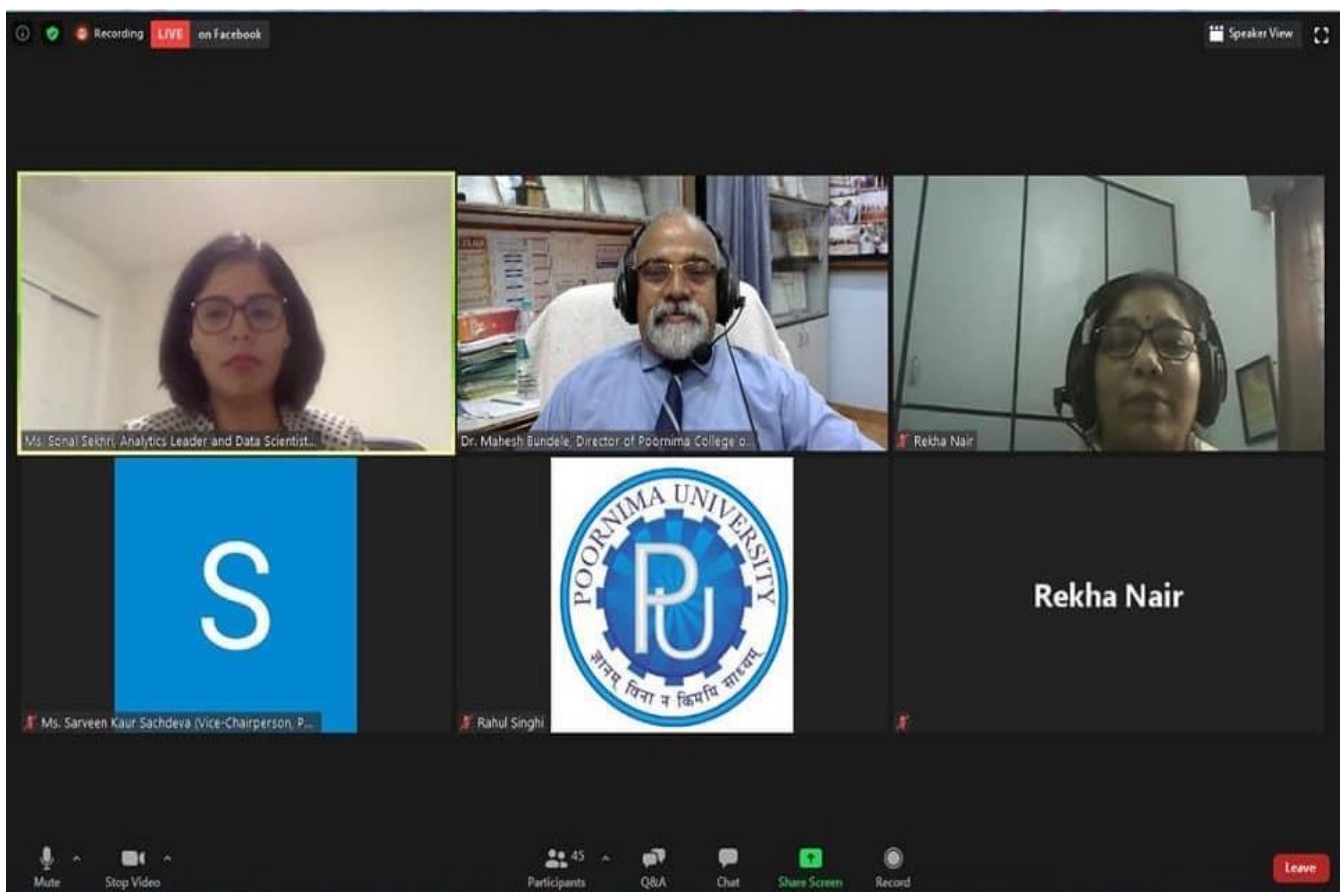 Recording LIVE on Facebook
Speaker View
Ms. Sonal Sekhri, Analytics Leader and Data Scientist...
Dr. Mahesh Bundele, Director of Poornima College o...
Rekha Nair
S
Ms. Sarveen Kaur Sachdeva (Vice-Chairperson, P...
POORNIMA UNIVERSITY
PU
ज्ञानम् विना न किमपि साध्यम्
Rahul Singhi
Rekha Nair
Mute
Stop Video
45
Participants
Q&A
Chat
Share Screen
Record
Leave